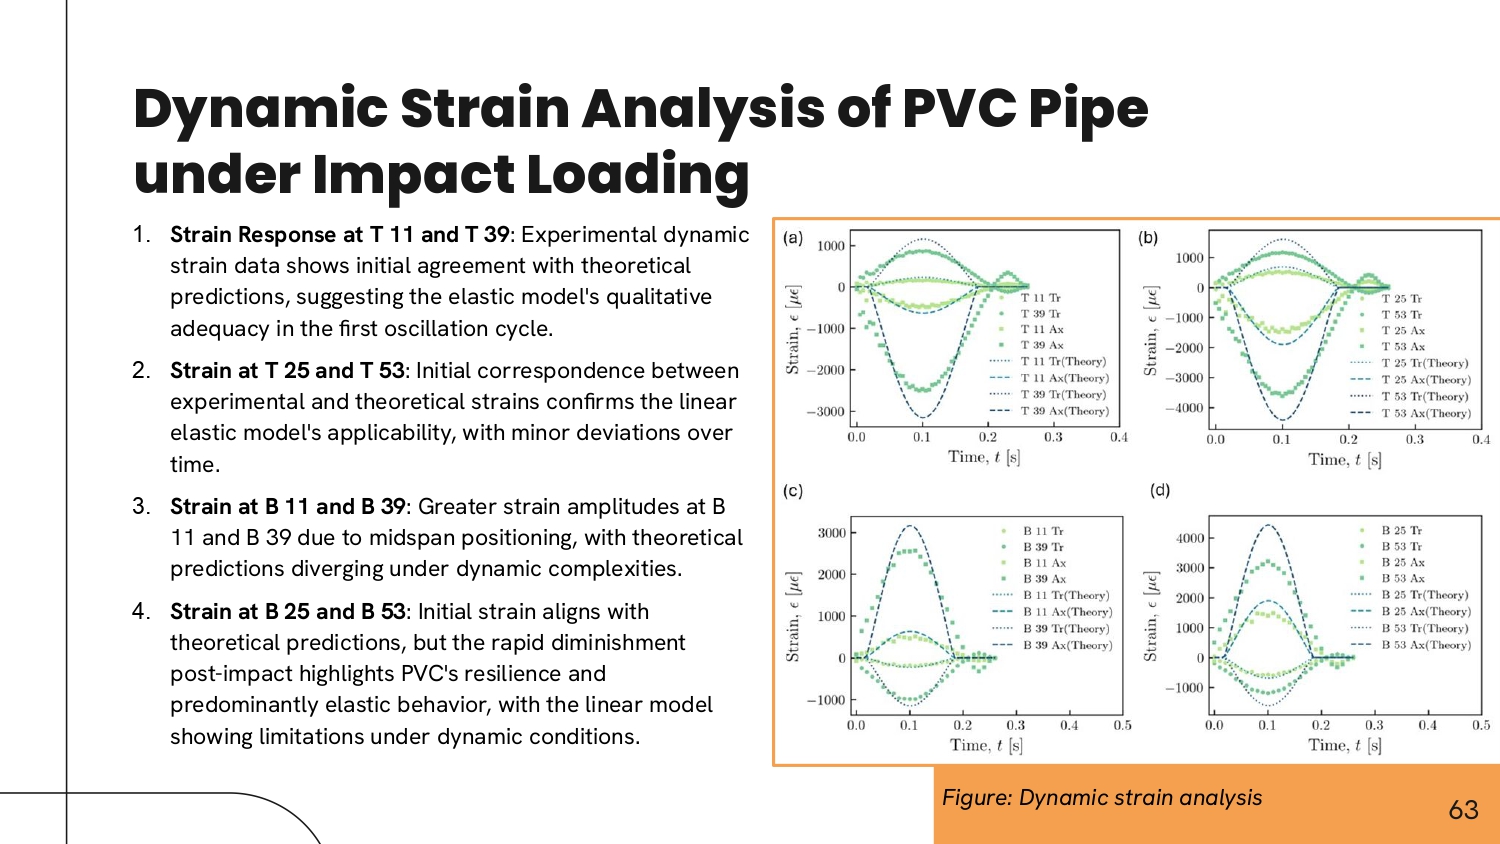 Dynamic Strain Analysis of PVC Pipe
under Impact Loading
1. Strain Response at T 11 and T 39: Experimental dynamic
strain data shows initial agreement with theoretical
predictions, suggesting the elastic model's qualitative
adequacy in the first oscillation cycle.
2. Strain at T 25 and T 53: Initial correspondence between
experimental and theoretical strains confirms the linear
elastic model's applicability, with minor deviations over
time.
3. Strain at B 11 and B 39: Greater strain amplitudes at B
11 and B 39 due to midspan positioning, with theoretical
predictions diverging under dynamic complexities.
4. Strain at B 25 and B 53: Initial strain aligns with
theoretical predictions, but the rapid diminishment
post-impact highlights PVC's resilience and
predominantly elastic behavior, with the linear model
showing limitations under dynamic conditions.
(a)
Strain, ϵ [μϵ]
1000
0
−1000
−2000
−3000
T 11 Tr
T 39 Tr
T 11 Ax
T 39 Ax
T 11 Tr(Theory)
T 11 Ax(Theory)
T 39 Tr(Theory)
T 39 Ax(Theory)
0.0 0.1 0.2 0.3 0.4
Time, t [s]
(b)
Strain, ϵ [μϵ]
1000
0
−1000
−2000
−3000
−4000
T 25 Tr
T 53 Tr
T 25 Ax
T 53 Ax
T 25 Tr(Theory)
T 25 Ax(Theory)
T 53 Tr(Theory)
T 53 Ax(Theory)
0.0 0.1 0.2 0.3 0.4
Time, t [s]
(c)
Strain, ϵ [μϵ]
3000
2000
1000
0
−1000
B 11 Tr
B 39 Tr
B 11 Ax
B 39 Ax
B 11 Tr(Theory)
B 11 Ax(Theory)
B 39 Tr(Theory)
B 39 Ax(Theory)
0.0 0.1 0.2 0.3 0.4 0.5
Time, t [s]
(d)
Strain, ϵ [μϵ]
4000
3000
2000
1000
0
−1000
B 25 Tr
B 53 Tr
B 25 Ax
B 53 Ax
B 25 Tr(Theory)
B 25 Ax(Theory)
B 53 Tr(Theory)
B 53 Ax(Theory)
0.0 0.1 0.2 0.3 0.4 0.5
Time, t [s]
Figure: Dynamic strain analysis
63